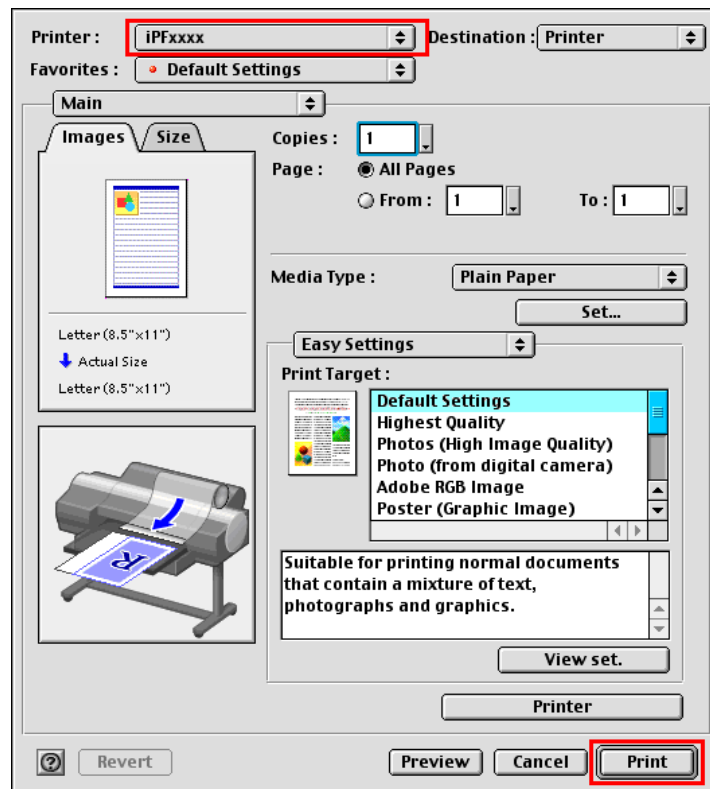 Printer : iPFxxxx Destination : Printer
Favorites : Default Settings
Main
Images Size
Copies : 1
Page : All Pages
From : 1 To : 1
Media Type : Plain Paper
Set...
Letter (8.5"x11")
Actual Size
Letter (8.5"x11")
Easy Settings
Print Target :
Default Settings
Highest Quality
Photos (High Image Quality)
Photo (from digital camera)
Adobe RGB Image
Poster (Graphic Image)
R
Suitable for printing normal documents
that contain a mixture of text,
photographs and graphics.
View set.
Printer
? Revert Preview Cancel Print